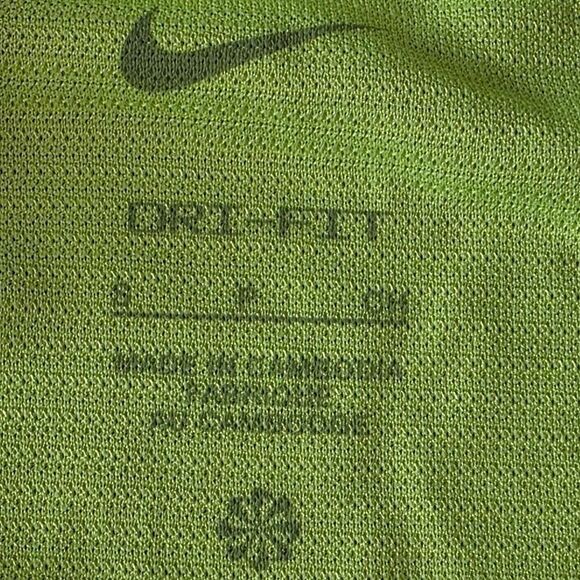 DRI-FIT
S P CH
MADE IN CAMBODIA
FABRIQUÉ
AU CAMBODGE